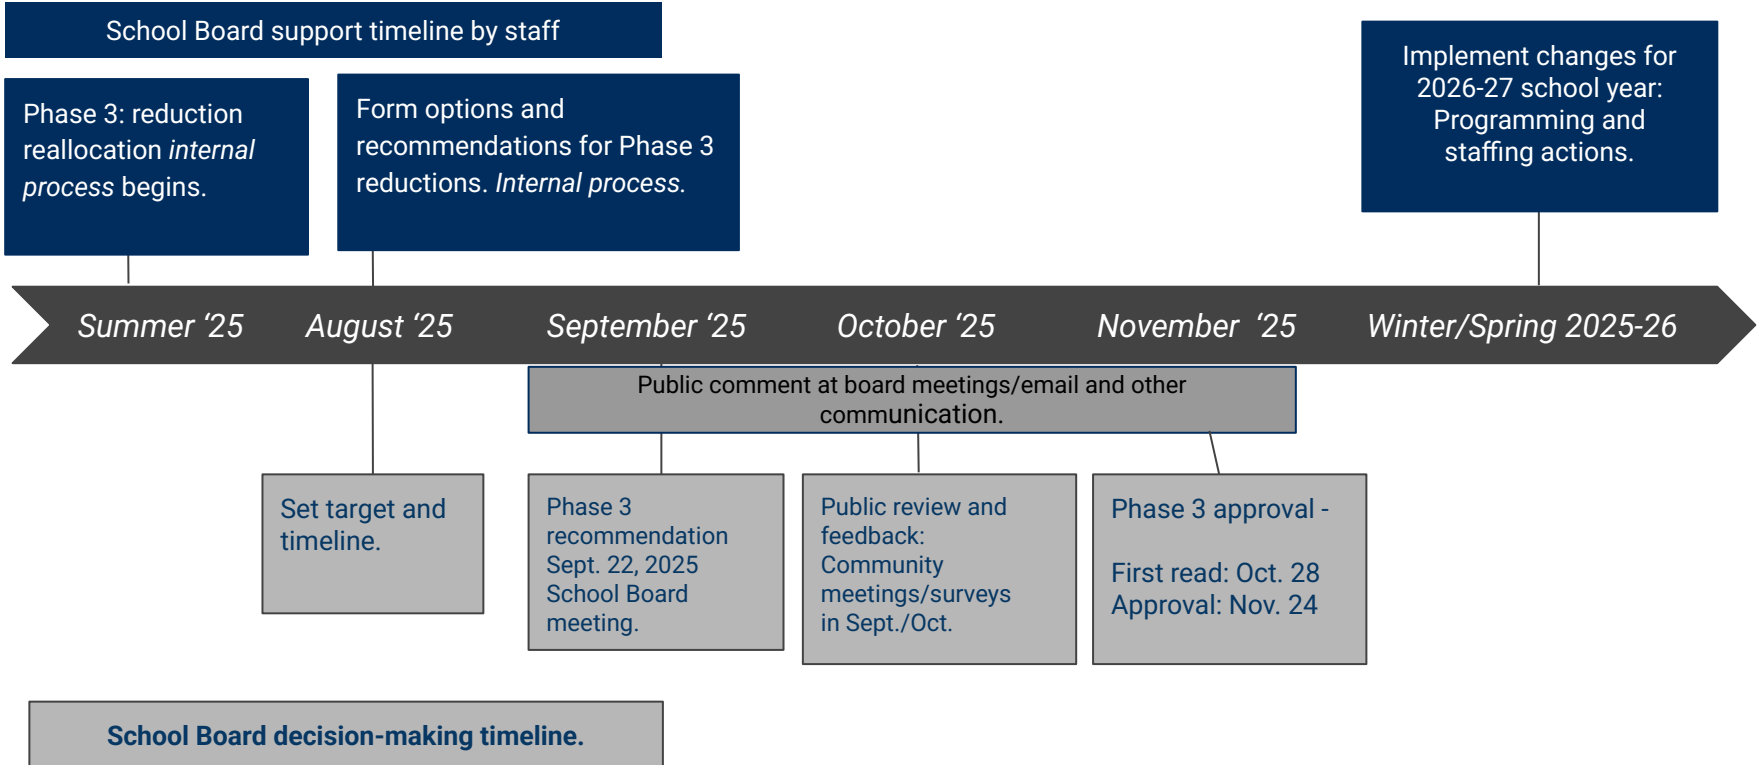 School Board support timeline by staff
Phase 3: reduction
reallocation internal
process begins.
Form options and
recommendations for Phase 3
reductions. Internal process.
Implement changes for
2026-27 school year:
Programming and
staffing actions.
Summer ‘25
August ‘25
September ‘25
October ‘25
November ‘25
Winter/Spring 2025-26
Public comment at board meetings/email and other
communication.
Set target and
timeline.
Phase 3
recommendation
Sept. 22, 2025
School Board
meeting.
Public review and
feedback:
Community
meetings/surveys
in Sept./Oct.
Phase 3 approval -
First read: Oct. 28
Approval: Nov. 24
School Board decision-making timeline.